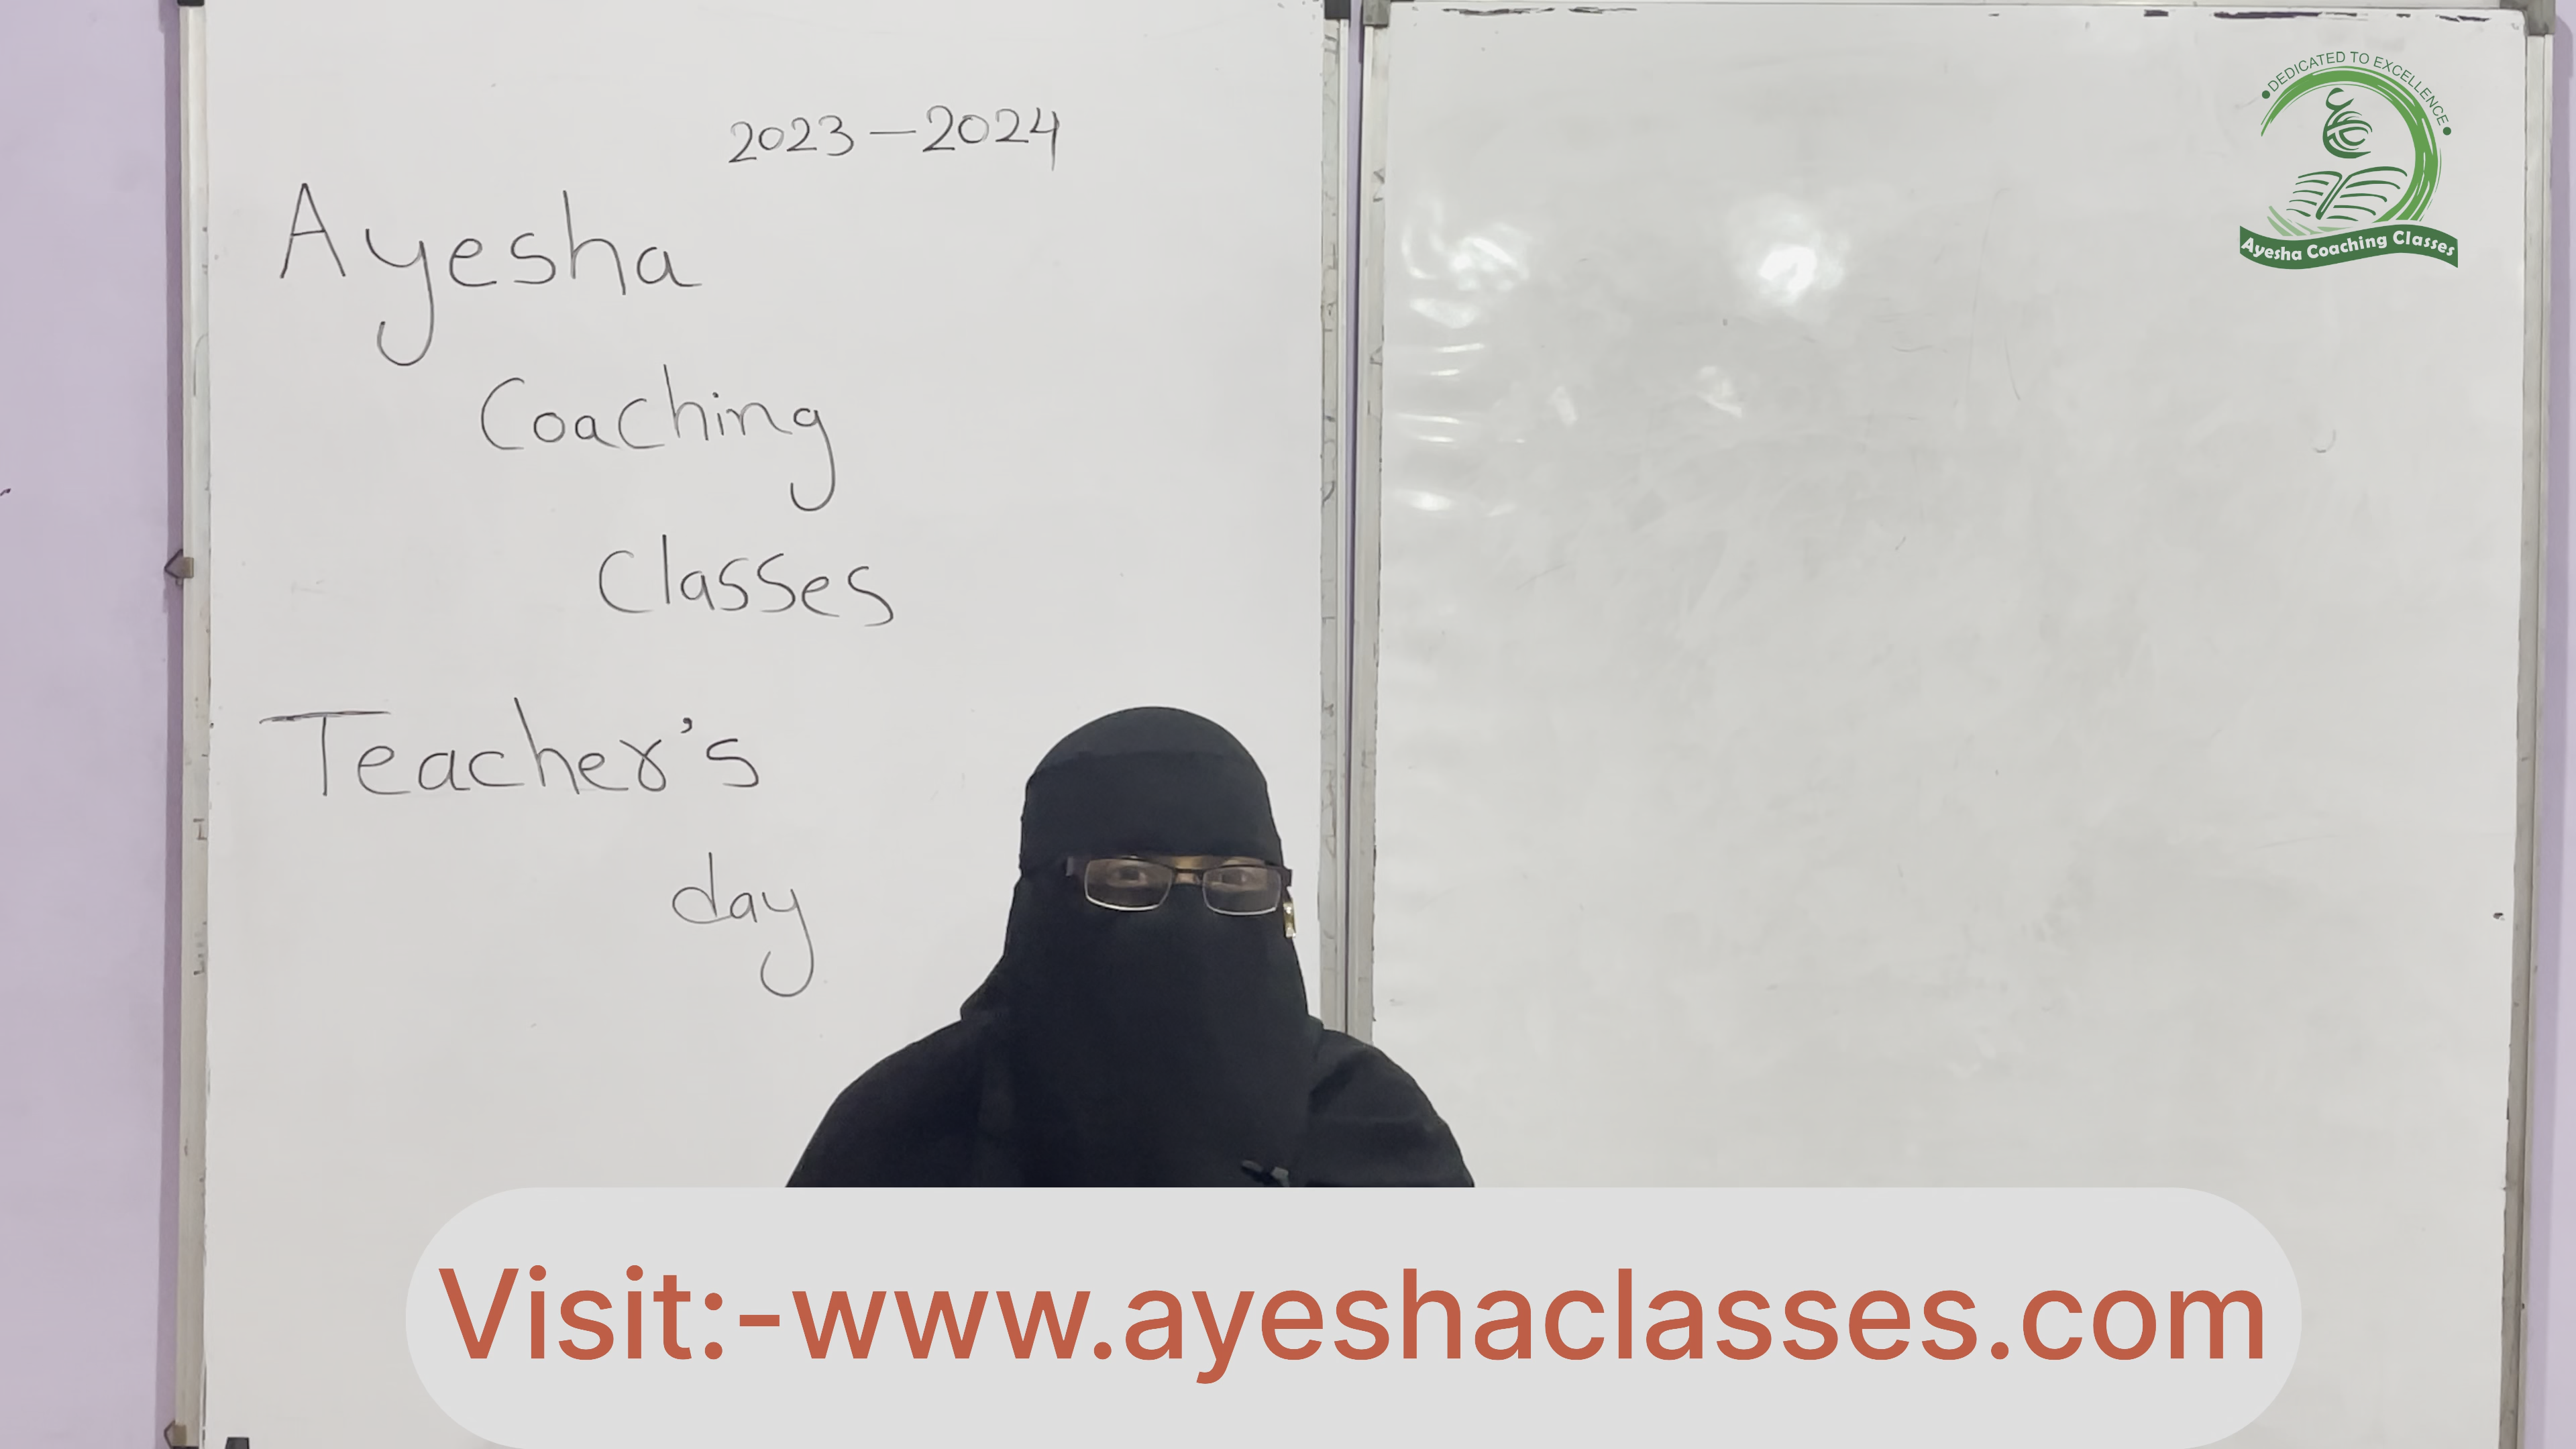 2023-2024
Ayesha
Coaching
Classes
Teacher's
day
DEDICATED TO EXCELLENCE
Ayesha Coaching Classes
Visit:-www.ayeshaclasses.com